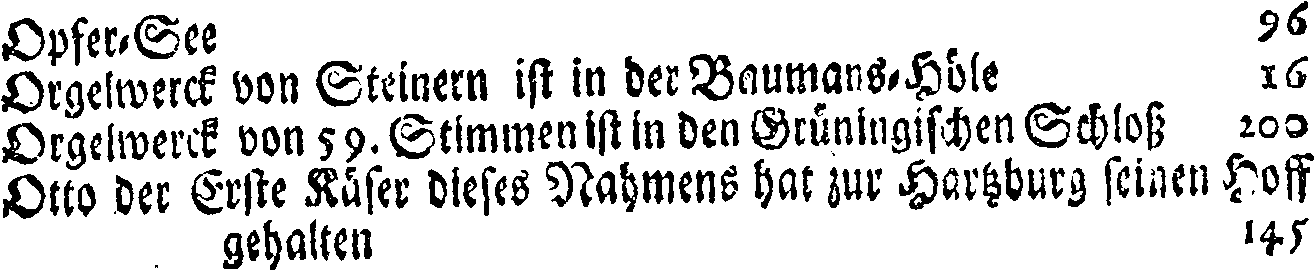 Opfer-See 96
Orgelwerck von Steinern ist in der Baumans-Höle 16
Orgelwerck von 59. Stimmen ist in den Grüningischen Schloß 200
Otto der Erste Käser dieses Nahmens hat zur Hartzburg seinen Hoff
gehalten 145